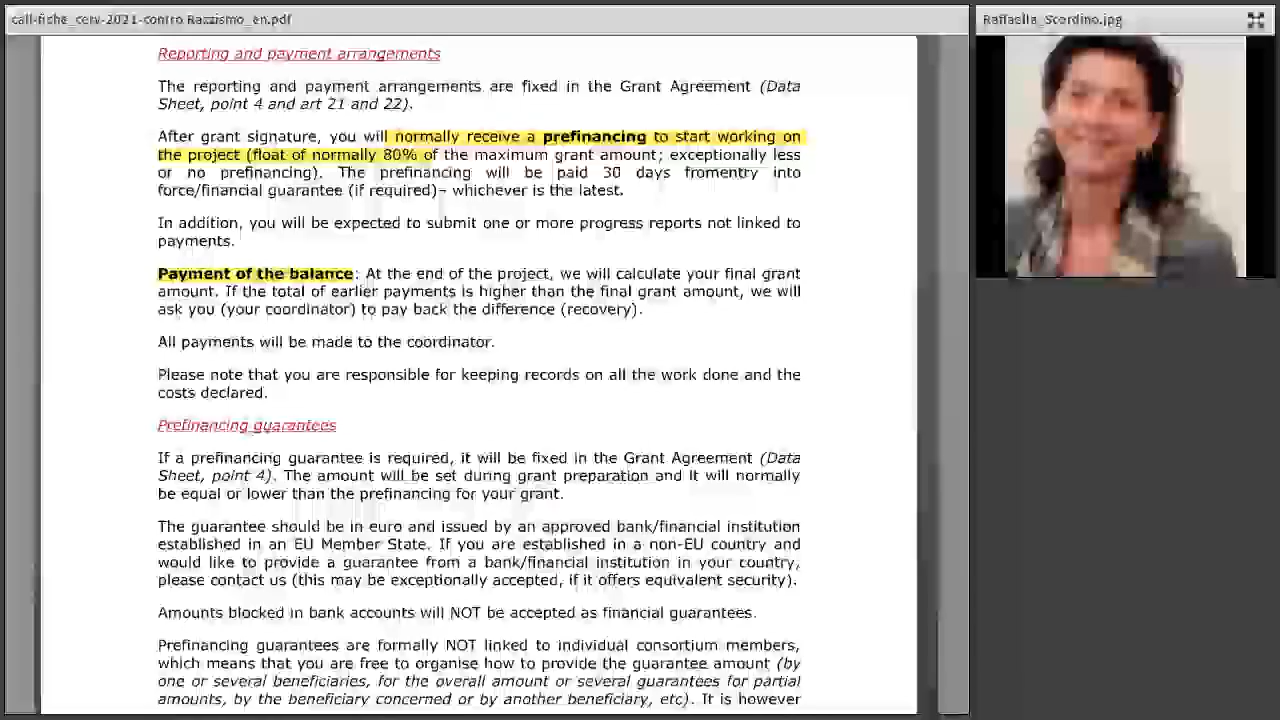 call-fiche_cerv-2021-contro Razzismo_en.pdf
Raffaella_Scordino.jpg
Reporting and payment arrangements
The reporting and payment arrangements are fixed in the Grant Agreement (Data
Sheet, point 4 and art 21 and 22).
After grant signature, you will normally receive a prefinancing to start working on
the project (float of normally 80% of the maximum grant amount; exceptionally less
or no prefinancing). The prefinancing will be paid 30 days fromentry into
force/financial guarantee (if required)– whichever is the latest.
In addition, you will be expected to submit one or more progress reports not linked to
payments.
Payment of the balance: At the end of the project, we will calculate your final grant
amount. If the total of earlier payments is higher than the final grant amount, we will
ask you (your coordinator) to pay back the difference (recovery).
All payments will be made to the coordinator.
Please note that you are responsible for keeping records on all the work done and the
costs declared.
Prefinancing guarantees
If a prefinancing guarantee is required, it will be fixed in the Grant Agreement (Data
Sheet, point 4). The amount will be set during grant preparation and it will normally
be equal or lower than the prefinancing for your grant.
The guarantee should be in euro and issued by an approved bank/financial institution
established in an EU Member State. If you are established in a non-EU country and
would like to provide a guarantee from a bank/financial institution in your country,
please contact us (this may be exceptionally accepted, if it offers equivalent security).
Amounts blocked in bank accounts will NOT be accepted as financial guarantees.
Prefinancing guarantees are formally NOT linked to individual consortium members,
which means that you are free to organise how to provide the guarantee amount (by
one or several beneficiaries, for the overall amount or several guarantees for partial
amounts, by the beneficiary concerned or by another beneficiary, etc). It is however